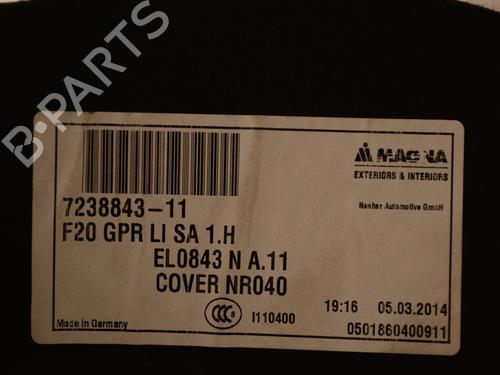 MAGNA
EXTERIORS & INTERIORS
Naeher Automotive GmbH
7238843-11
F20 GPR LI SA 1.H
EL0843 N A.11
COVER NR040
19:16 05.03.2014
Made in Germany
CCC
I110400
0501860400911
B-PARTS